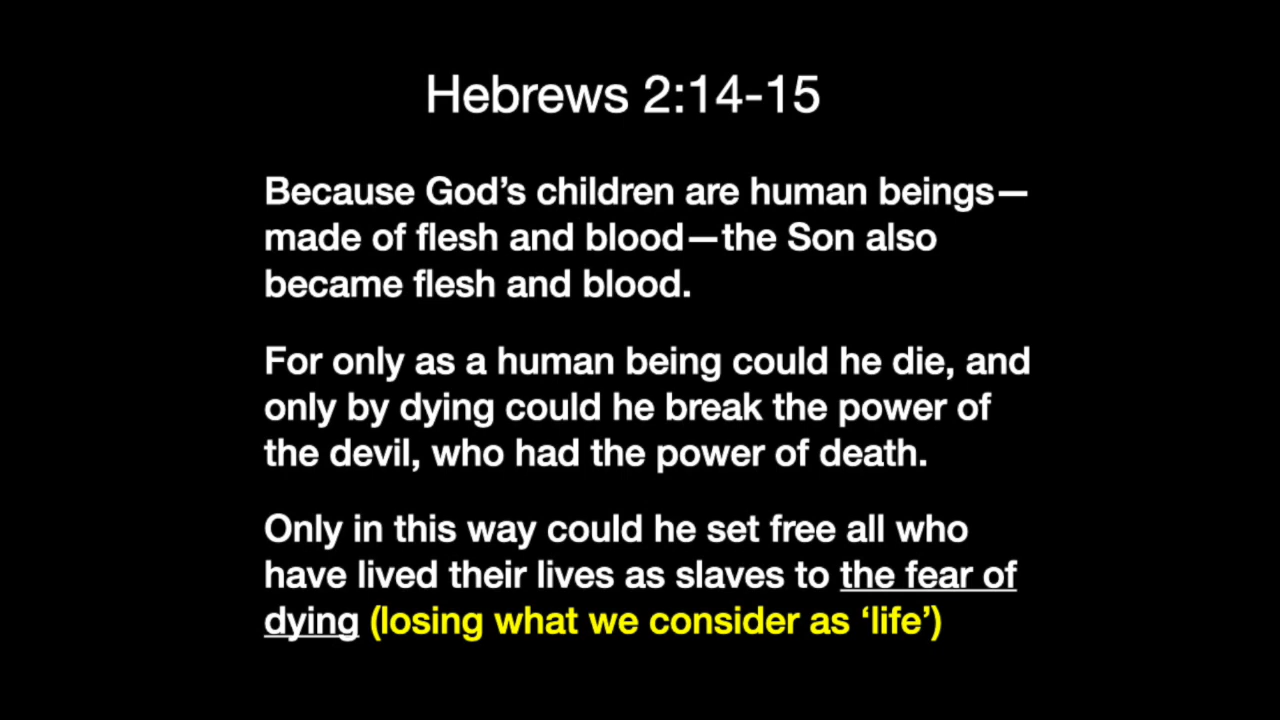 Hebrews 2:14-15
Because God’s children are human beings—
made of flesh and blood—the Son also
became flesh and blood.
For only as a human being could he die, and
only by dying could he break the power of
the devil, who had the power of death.
Only in this way could he set free all who
have lived their lives as slaves to the fear of
dying (losing what we consider as ‘life’)